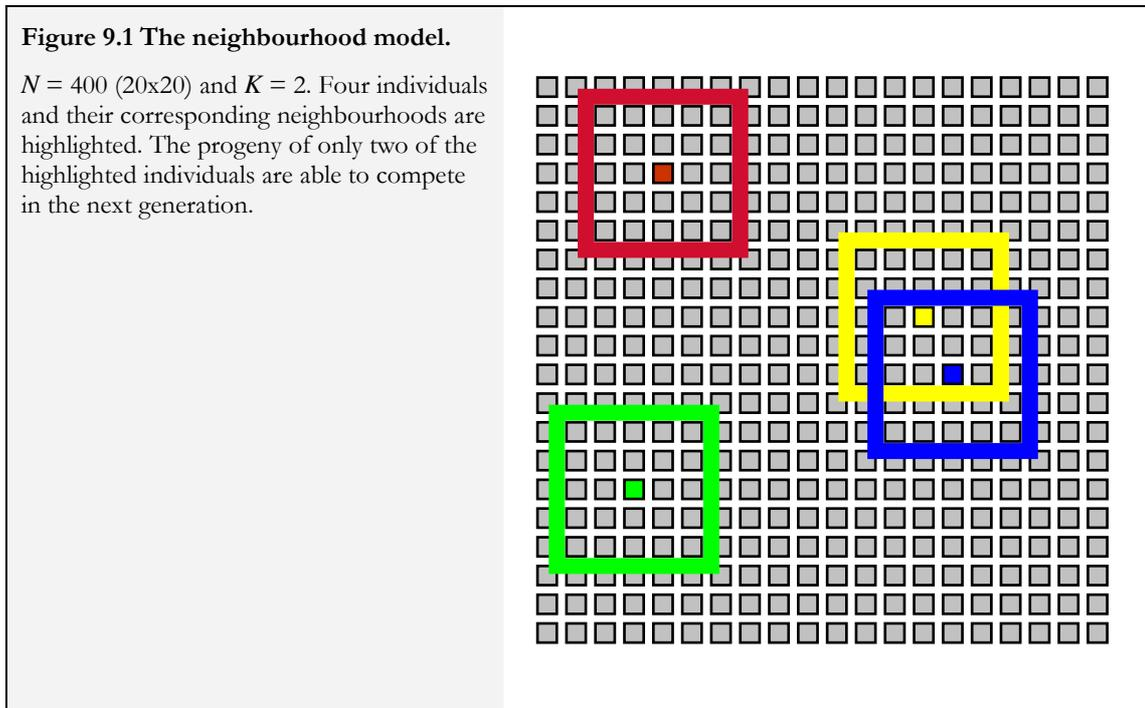 Figure 9.1 The neighbourhood model.
N = 400 (20x20) and K = 2. Four individuals
and their corresponding neighbourhoods are
highlighted. The progeny of only two of the
highlighted individuals are able to compete
in the next generation.